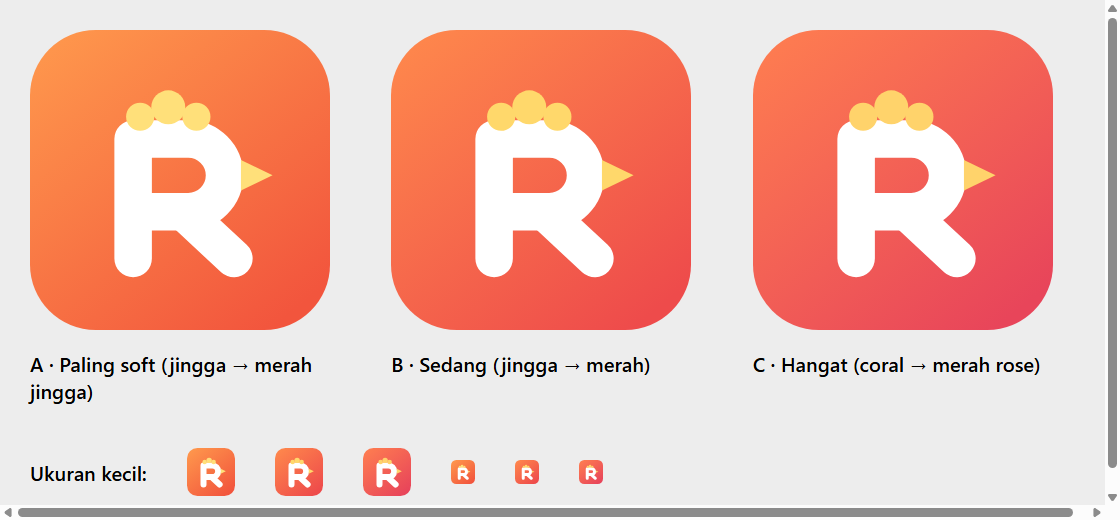 R
R
R
A · Paling soft (jingga → merah
jingga)
B · Sedang (jingga → merah)
C · Hangat (coral → merah rose)
Ukuran kecil:
R
R
R
R
R
R